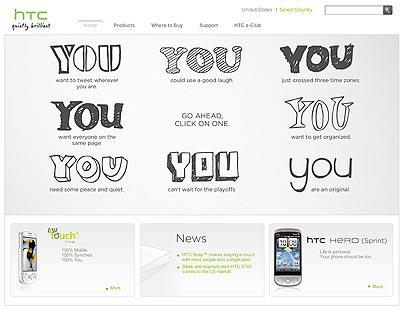 htc
quietly brilliant
United States | Select Country
Home Products Where to Buy Support HTC e-Club
YOU
want to tweet wherever
you are.
YOU
could use a good laugh.
YOU
just crossed three time zones.
YOU
want everyone on the
same page.
GO AHEAD,
CLICK ON ONE.
YOU
want to get organized.
YOU
need some peace and quiet.
YOU
can't wait for the playoffs
you
are an original.
my
Touch
100% Mobile
100% Synched
100% You
More
News
HTC Snap™ makes staying in touch
with more people less complicated
Sleek and sophisticated HTC S743
comes to the US market
htc HERO (Sprint)
Life is personal.
Your phone should be too.
More